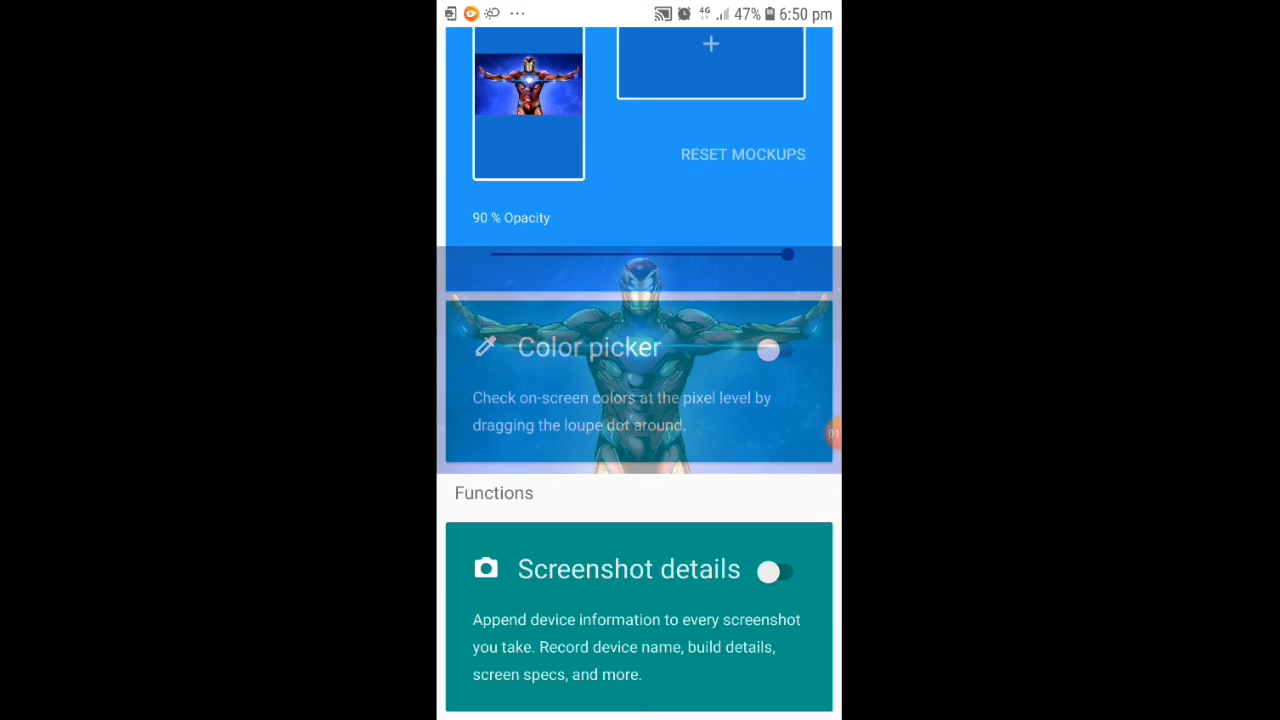 4G 47% 6:50 pm
+
RESET MOCKUPS
90 % Opacity
Color picker
Check on-screen colors at the pixel level by
dragging the loupe dot around.
01:
Functions
Screenshot details
Append device information to every screenshot
you take. Record device name, build details,
screen specs, and more.